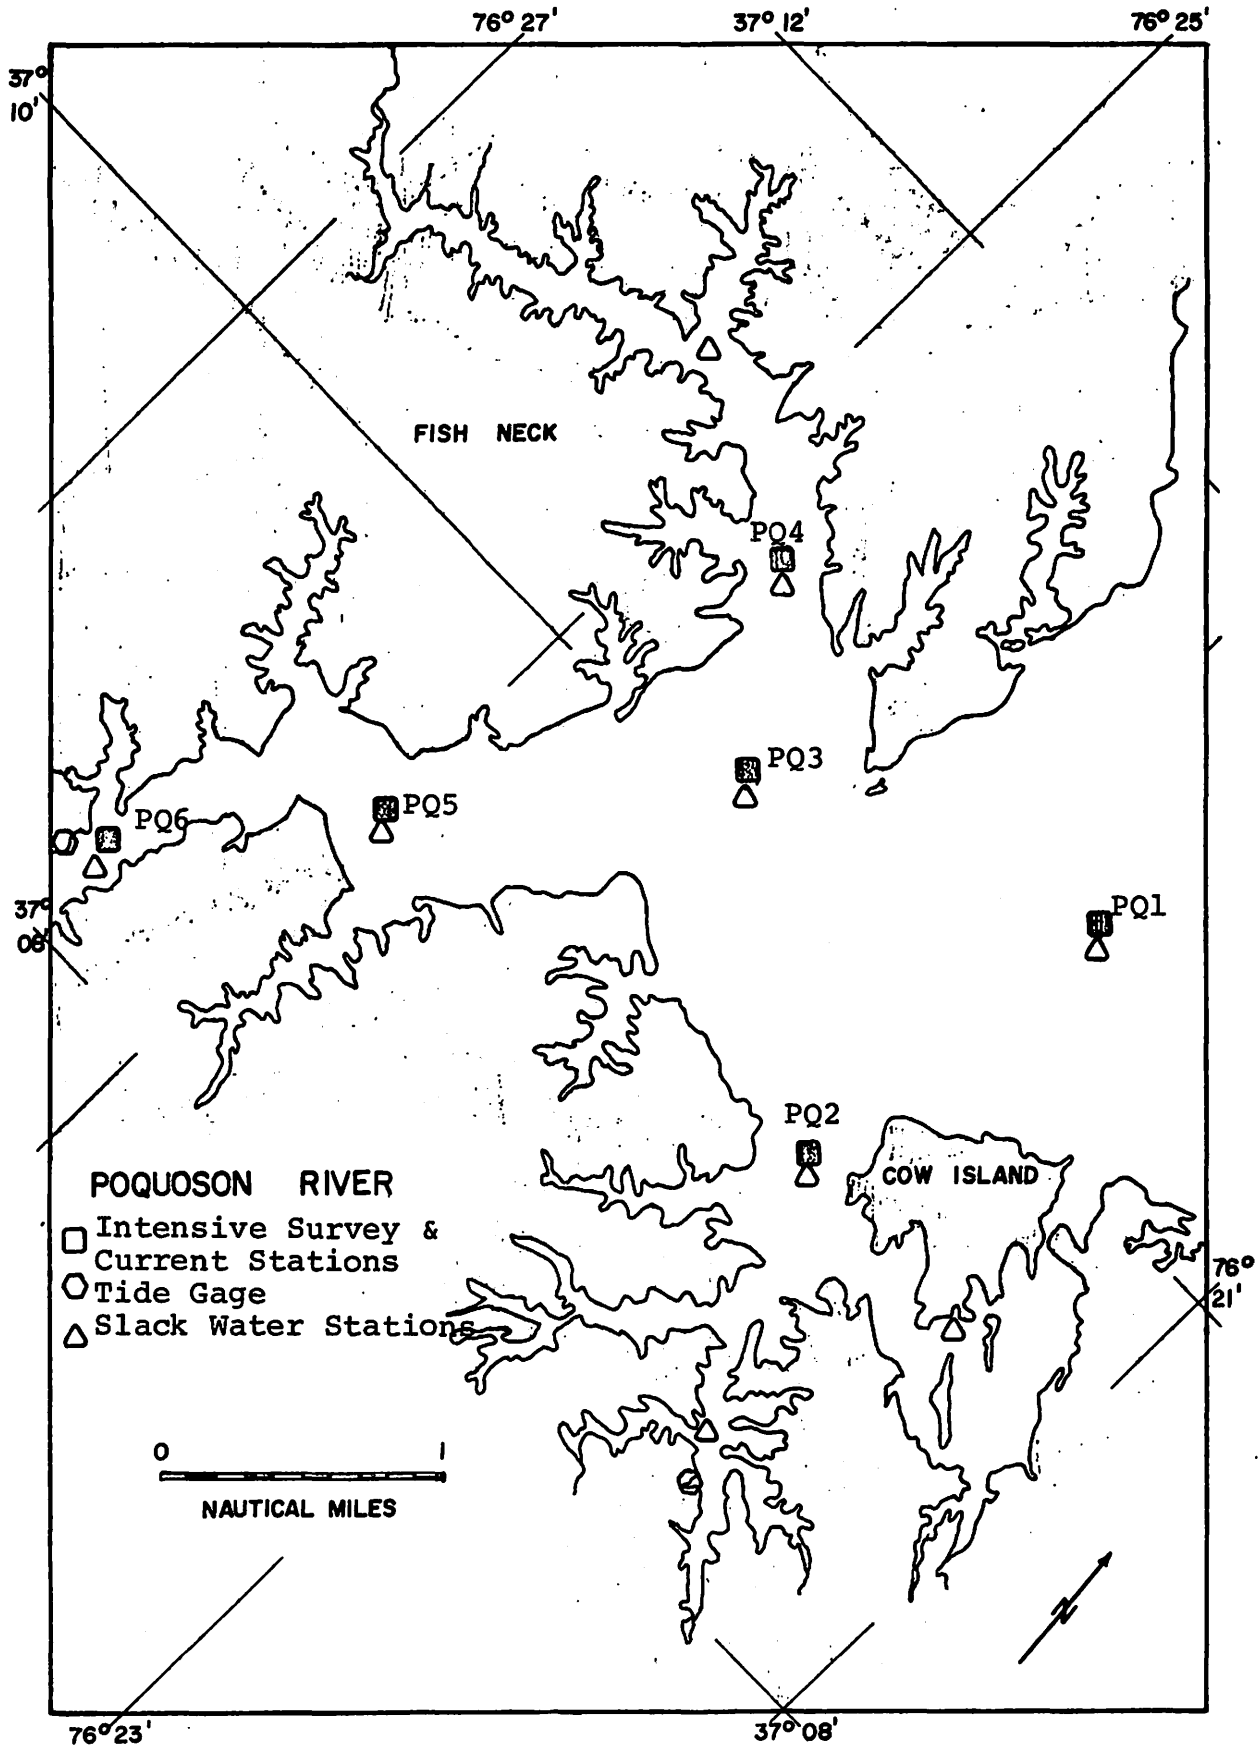 76° 27'
37° 12'
76° 25'
37°
10'
FISH NECK
PQ4
PQ3
PQ5
PQ6
37°
08'
PQ1
PQ2
COW ISLAND
POQUOSON RIVER
Intensive Survey &
Current Stations
Tide Gage
Slack Water Stations
76°
21'
0 1
NAUTICAL MILES
N
76° 23'
37° 08'